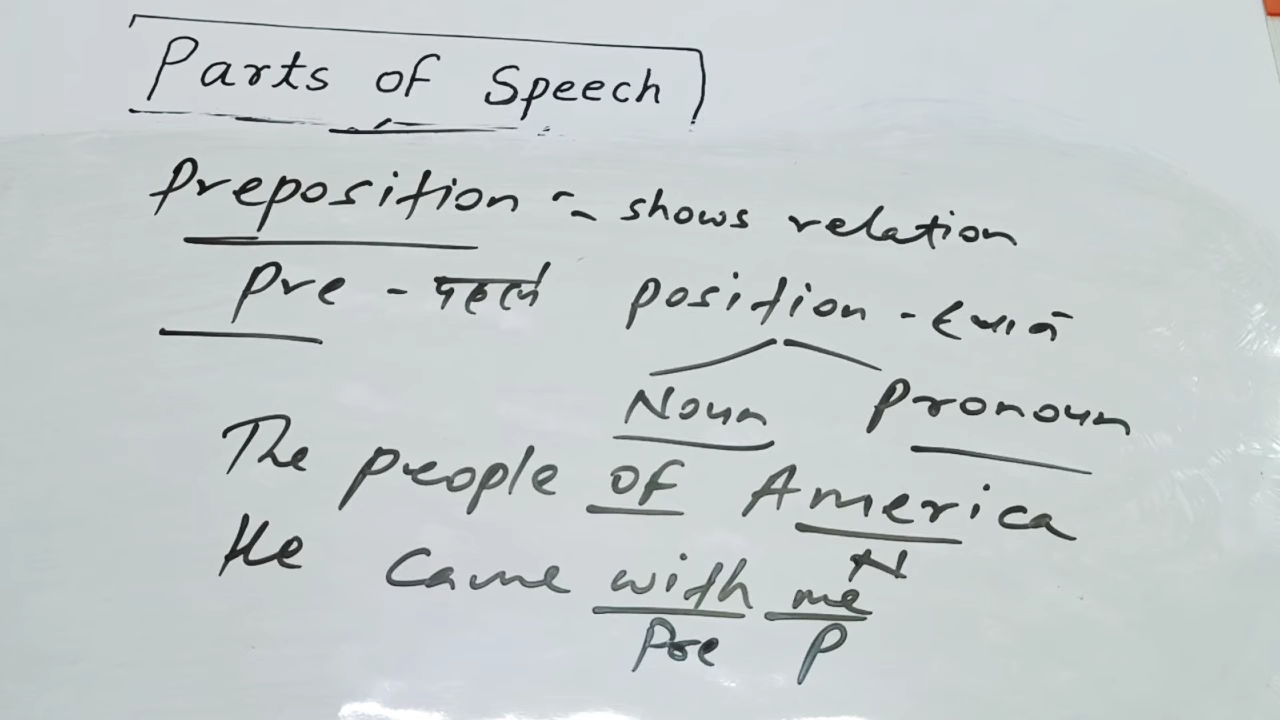 Parts of Speech
Preposition :- shows relation
Pre - पहले position - स्थान
Noun Pronoun
The people of America
N
He came with me
Pre P